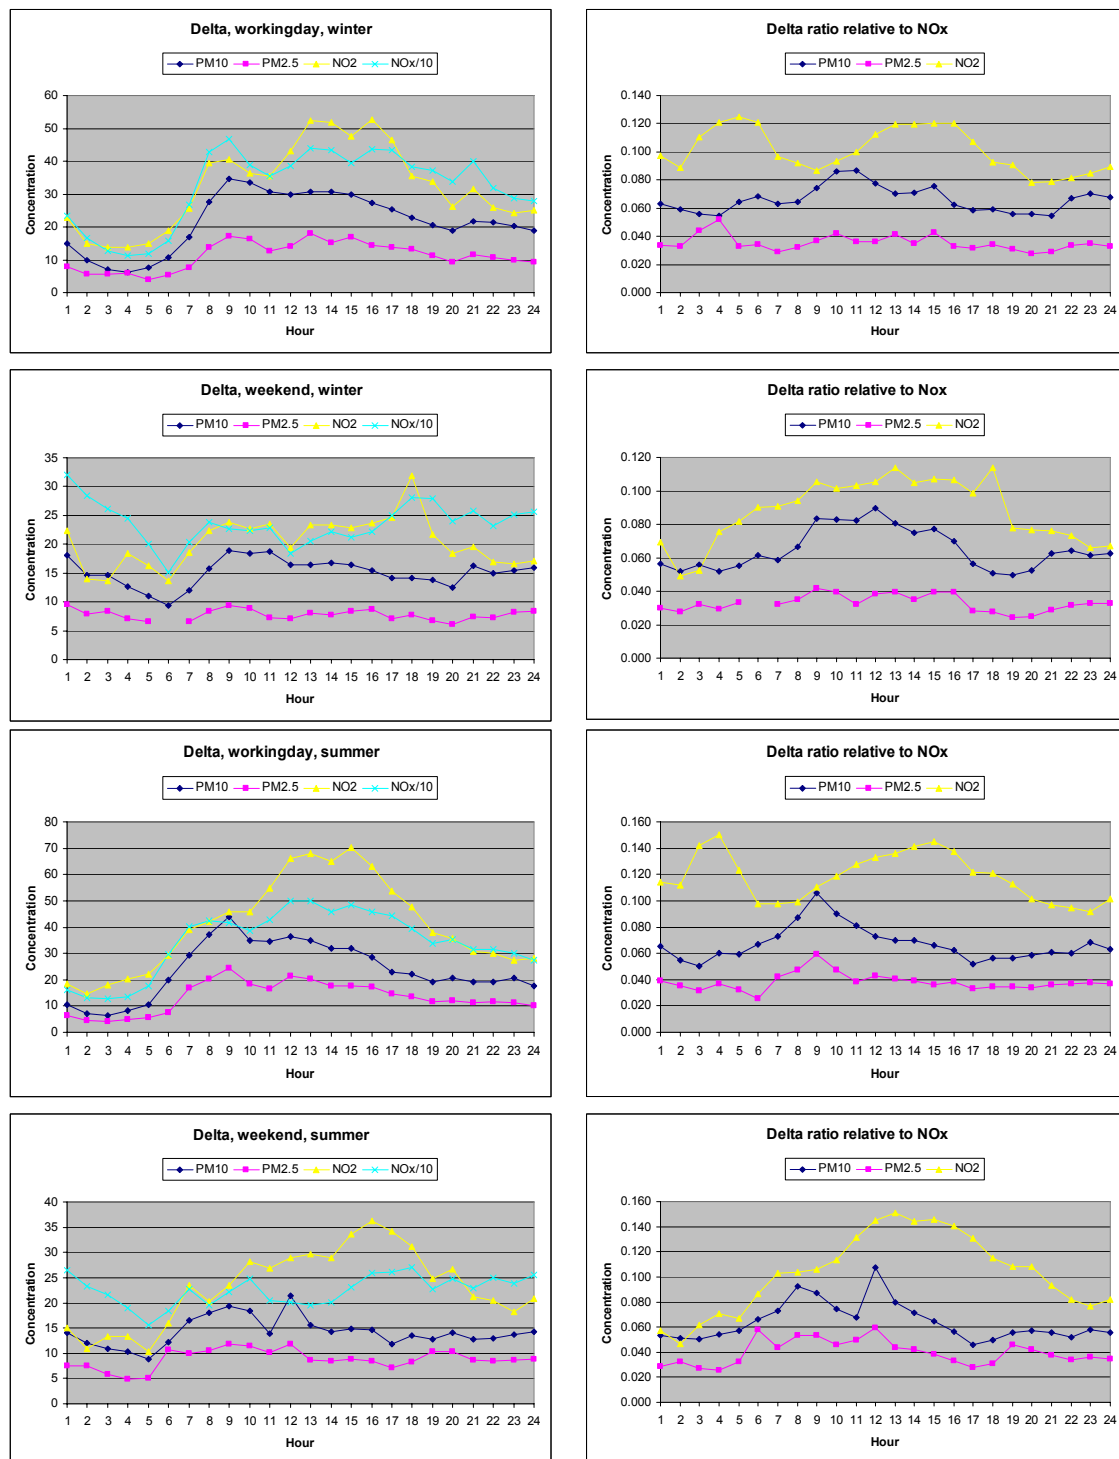 Delta, workingday, winter
PM10 PM2.5 NO2 NOx/10
Concentration
60
50
40
30
20
10
0
1 2 3 4 5 6 7 8 9 10 11 12 13 14 15 16 17 18 19 20 21 22 23 24
Hour
Delta ratio relative to NOx
PM10 PM2.5 NO2
Concentration
0.140
0.120
0.100
0.080
0.060
0.040
0.020
0.000
1 2 3 4 5 6 7 8 9 10 11 12 13 14 15 16 17 18 19 20 21 22 23 24
Hour
Delta, weekend, winter
PM10 PM2.5 NO2 NOx/10
Concentration
35
30
25
20
15
10
5
0
1 2 3 4 5 6 7 8 9 10 11 12 13 14 15 16 17 18 19 20 21 22 23 24
Hour
Delta ratio relative to Nox
PM10 PM2.5 NO2
Concentration
0.120
0.100
0.080
0.060
0.040
0.020
0.000
1 2 3 4 5 6 7 8 9 10 11 12 13 14 15 16 17 18 19 20 21 22 23 24
Hour
Delta, workingday, summer
PM10 PM2.5 NO2 NOx/10
Concentration
80
70
60
50
40
30
20
10
0
1 2 3 4 5 6 7 8 9 10 11 12 13 14 15 16 17 18 19 20 21 22 23 24
Hour
Delta ratio relative to NOx
PM10 PM2.5 NO2
Concentration
0.160
0.140
0.120
0.100
0.080
0.060
0.040
0.020
0.000
1 2 3 4 5 6 7 8 9 10 11 12 13 14 15 16 17 18 19 20 21 22 23 24
Hour
Delta, weekend, summer
PM10 PM2.5 NO2 NOx/10
Concentration
40
35
30
25
20
15
10
5
0
1 2 3 4 5 6 7 8 9 10 11 12 13 14 15 16 17 18 19 20 21 22 23 24
Hour
Delta ratio relative to NOx
PM10 PM2.5 NO2
Concentration
0.160
0.140
0.120
0.100
0.080
0.060
0.040
0.020
0.000
1 2 3 4 5 6 7 8 9 10 11 12 13 14 15 16 17 18 19 20 21 22 23 24
Hour